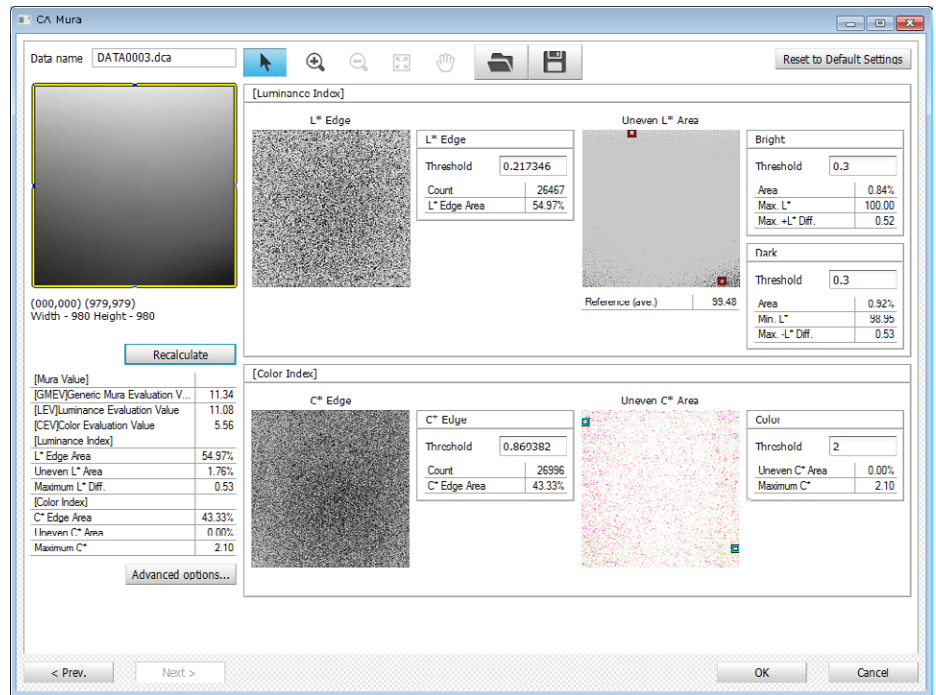 CA Mura
Data name DATA0003.dca
Reset to Default Settings
(000,000) (979,979)
Width - 980 Height - 980
Recalculate
[Mura Value]
[GMEV]Generic Mura Evaluation V... 11.34
[LEV]Luminance Evaluation Value 11.08
[CEV]Color Evaluation Value 5.56
[Luminance Index]
L* Edge Area 54.97%
Uneven L* Area 1.76%
Maximum L* Diff. 0.53
[Color Index]
C* Edge Area 43.33%
Uneven C* Area 0.00%
Maximum C* 2.10
Advanced options...
[Luminance Index]
L* Edge
L* Edge
Threshold 0.217346
Count 26467
L* Edge Area 54.97%
Uneven L* Area
Reference (ave.) 99.48
Bright
Threshold 0.3
Area 0.84%
Max. L* 100.00
Max. +L* Diff. 0.52
Dark
Threshold 0.3
Area 0.92%
Min. L* 98.95
Max. -L* Diff. 0.53
[Color Index]
C* Edge
C* Edge
Threshold 0.869382
Count 26996
C* Edge Area 43.33%
Uneven C* Area
Color
Threshold 2
Uneven C* Area 0.00%
Maximum C* 2.10
< Prev.
Next >
OK
Cancel